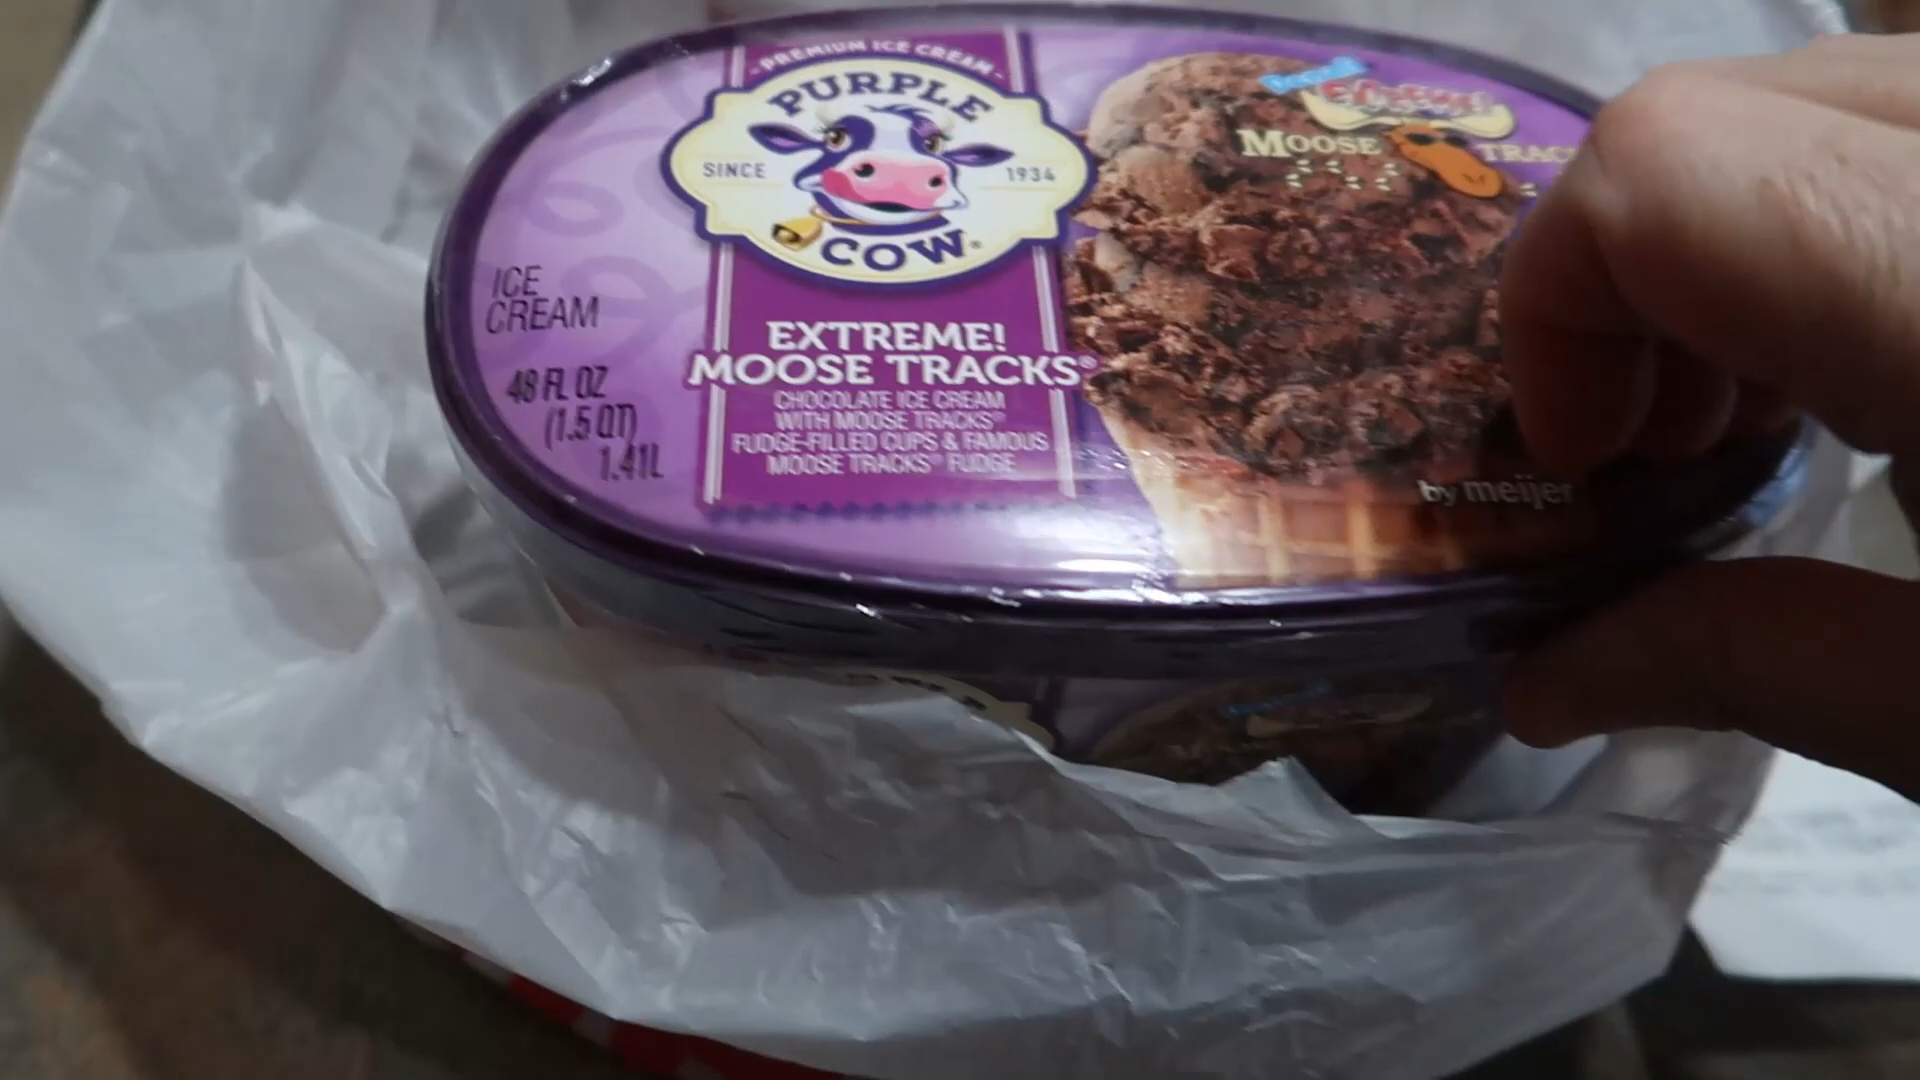 - PREMIUM ICE CREAM -
PURPLE
SINCE 1934
COW®
ICE
CREAM
48 FL OZ
(1.5 QT)
1.41L
EXTREME!
MOOSE TRACKS®
CHOCOLATE ICE CREAM
WITH MOOSE TRACKS®
FUDGE-FILLED CUPS & FAMOUS
MOOSE TRACKS® FUDGE
MOOSE
by meijer